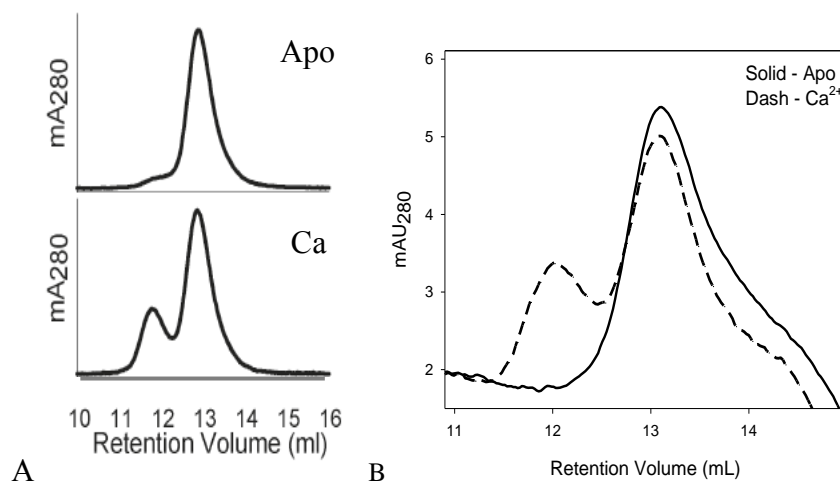 Apo
mA280
Ca
mA280
10 11 12 13 14 15 16
Retention Volume (ml)
A
6
5
4
3
2
mAU280
Solid - Apo
Dash - Ca2+
11 12 13 14
Retention Volume (mL)
B